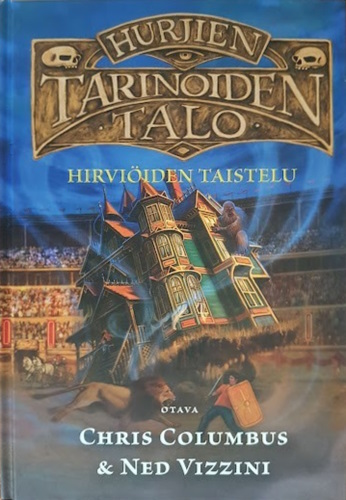 HURJIEN
TARINOIDEN
TALO
HIRVIÖIDEN TAISTELU
OTAVA
CHRIS COLUMBUS
& NED VIZZINI